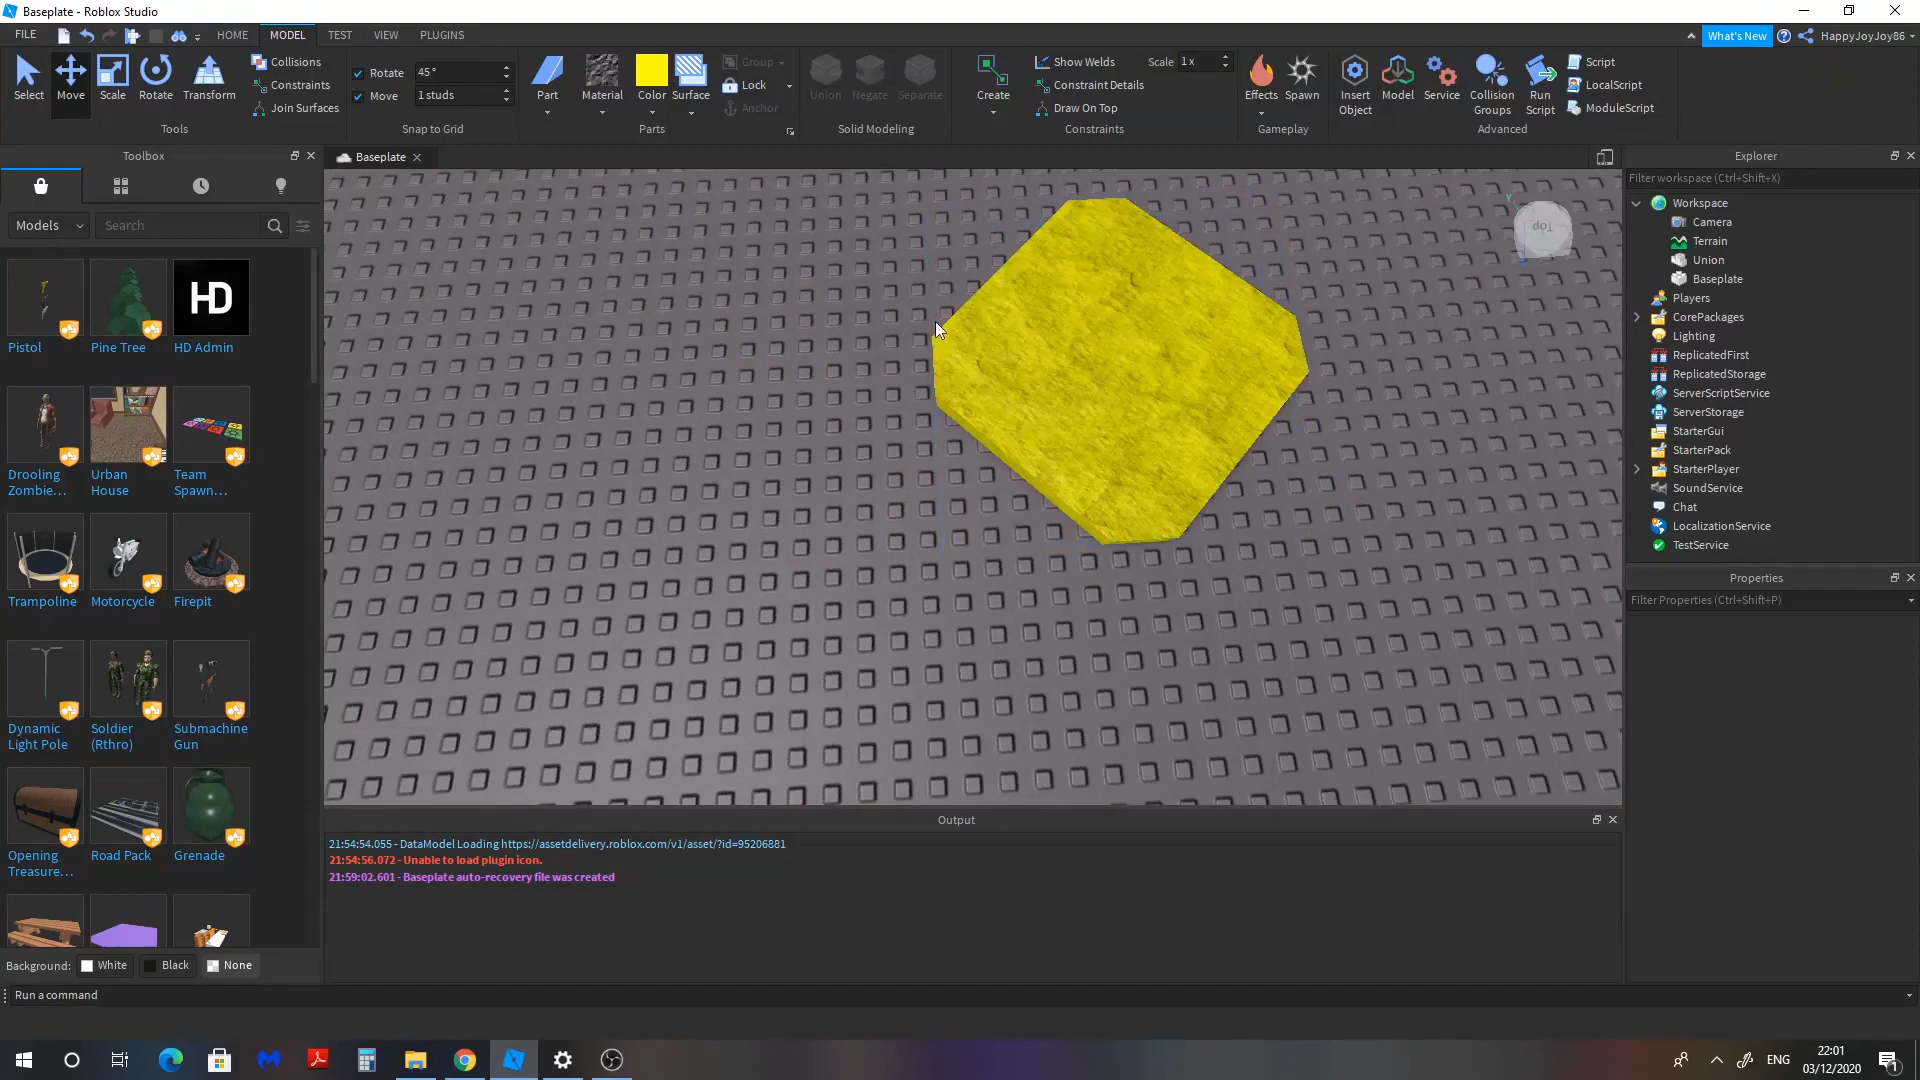 Baseplate - Roblox Studio
FILE HOME MODEL TEST VIEW PLUGINS What's New HappyJoyJoy86
Select Move Scale Rotate Transform
Collisions
Constraints
Join Surfaces
Tools
Rotate 45°
Move 1 studs
Snap to Grid
Part Material Color Surface
Group
Lock
Anchor
Parts
Union Negate Separate
Solid Modeling
Create
Show Welds Scale 1 x
Constraint Details
Draw On Top
Constraints
Effects Spawn
Gameplay
Insert Object Model Service Collision Groups Run Script
Script
LocalScript
ModuleScript
Advanced
Toolbox
Models Search
Pistol Pine Tree HD Admin
HD
Drooling Zombie... Urban House Team Spawn...
Trampoline Motorcycle Firepit
Dynamic Light Pole Soldier (Rthro) Submachine Gun
Opening Treasure... Road Pack Grenade
Background: White Black None
Run a command
Baseplate
Y
Top
Output
21:54:54.055 - DataModel Loading https://assetdelivery.roblox.com/v1/asset/?id=95206881
21:54:56.072 - Unable to load plugin icon.
21:59:02.601 - Baseplate auto-recovery file was created
Explorer
Filter workspace (Ctrl+Shift+X)
Workspace
Camera
Terrain
Union
Baseplate
Players
CorePackages
Lighting
ReplicatedFirst
ReplicatedStorage
ServerScriptService
ServerStorage
StarterGui
StarterPack
StarterPlayer
SoundService
Chat
LocalizationService
TestService
Properties
Filter Properties (Ctrl+Shift+P)
ENG
22:01
03/12/2020
1